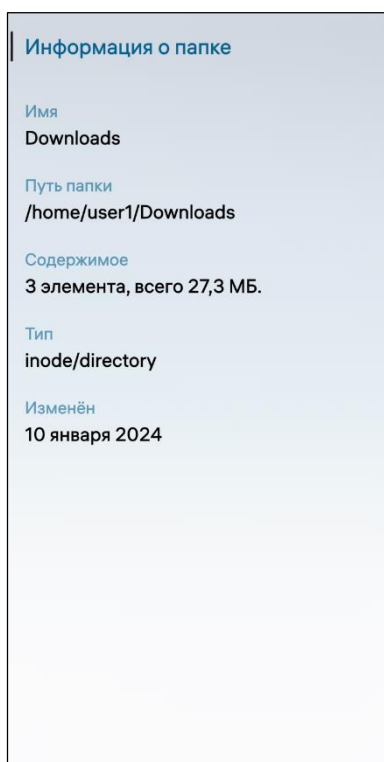 Информация о папке
Имя
Downloads
Путь папки
/home/user1/Downloads
Содержимое
3 элемента, всего 27,3 МБ.
Тип
inode/directory
Изменён
10 января 2024